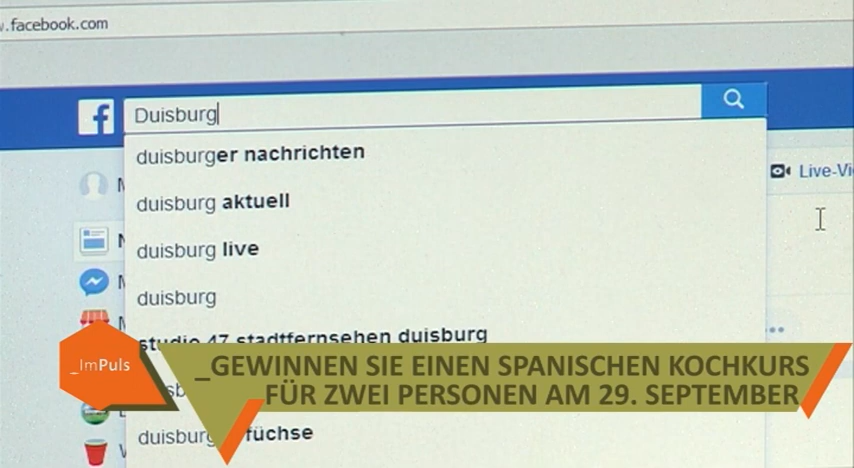 .facebook.com
f
Duisburg
duisburger nachrichten
duisburg aktuell
Live-Vi
duisburg live
duisburg
studio 47 stadtfernsehen duisburg
_ImPuls
_GEWINNEN SIE EINEN SPANISCHEN KOCHKURS
FÜR ZWEI PERSONEN AM 29. SEPTEMBER
duisburg füchse